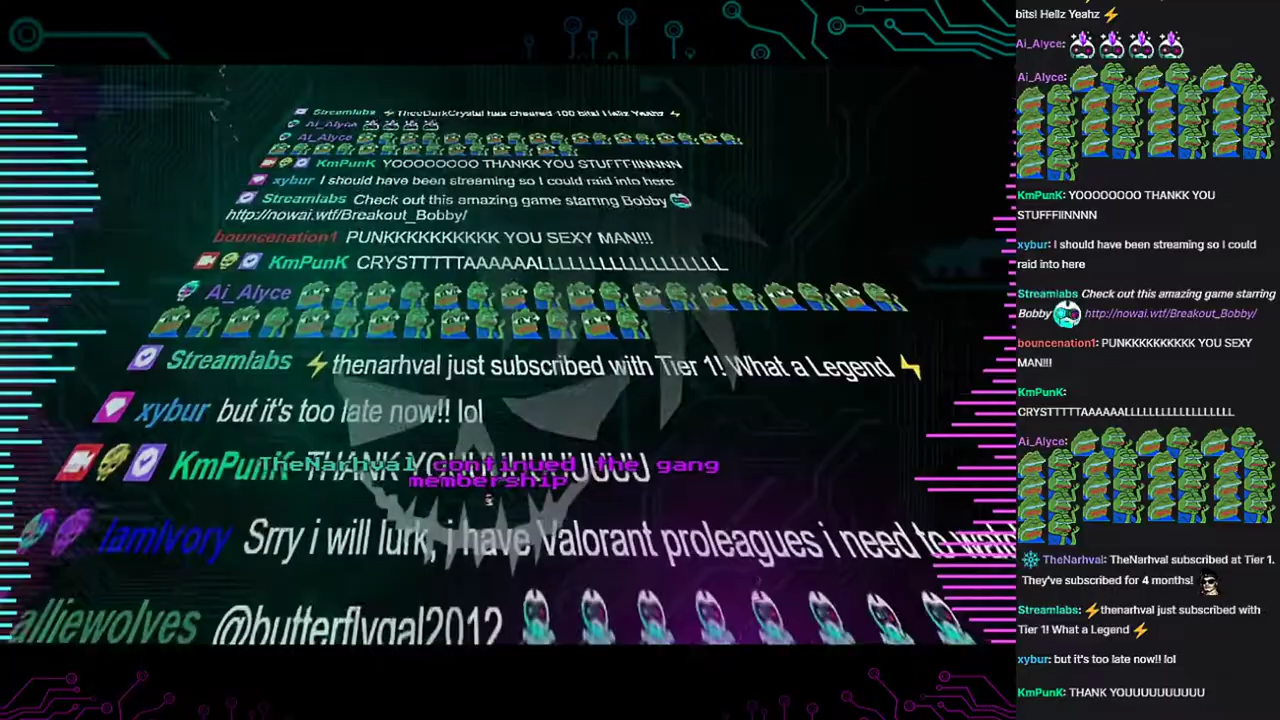 Streamlabs ⚡TheDarkCrystal has cheered 100 bits! Hellz Yeahz ⚡
Ai_Alyce
Ai_Alyce
KmPunK YOOOOOOOO THANKK YOU STUFFFIINNNN
xybur I should have been streaming so I could raid into here
Streamlabs Check out this amazing game starring Bobby
http://nowai.wtf/Breakout_Bobby/
bouncenation1 PUNKKKKKKKKKK YOU SEXY MAN!!!
KmPunK CRYSTTTTTAAAAAALLLLLLLLLLLLLLLLL
Ai_Alyce
Streamlabs ⚡thenarhval just subscribed with Tier 1! What a Legend ⚡
xybur but it's too late now!! lol
KmPunK THANK
TheNarhval continued the gang
membership
IamIvory Srry i will lurk, i have Valorant proleagues i need to
alliewolves @butterflygal2012
bits! Hellz Yeahz ⚡
Ai_Alyce:
Ai_Alyce:
KmPunK: YOOOOOOOO THANKK YOU
STUFFFIINNNN
xybur: I should have been streaming so I could
raid into here
Streamlabs Check out this amazing game starring
Bobby http://nowai.wtf/Breakout_Bobby/
bouncenation1: PUNKKKKKKKKKK YOU SEXY
MAN!!!
KmPunK:
CRYSTTTTTAAAAAALLLLLLLLLLLLLLLLL
Ai_Alyce:
TheNarhval: TheNarhval subscribed at Tier 1.
They've subscribed for 4 months!
Streamlabs: ⚡thenarhval just subscribed with
Tier 1! What a Legend ⚡
xybur: but it's too late now!! lol
KmPunK: THANK YOUUUUUUUUUUU